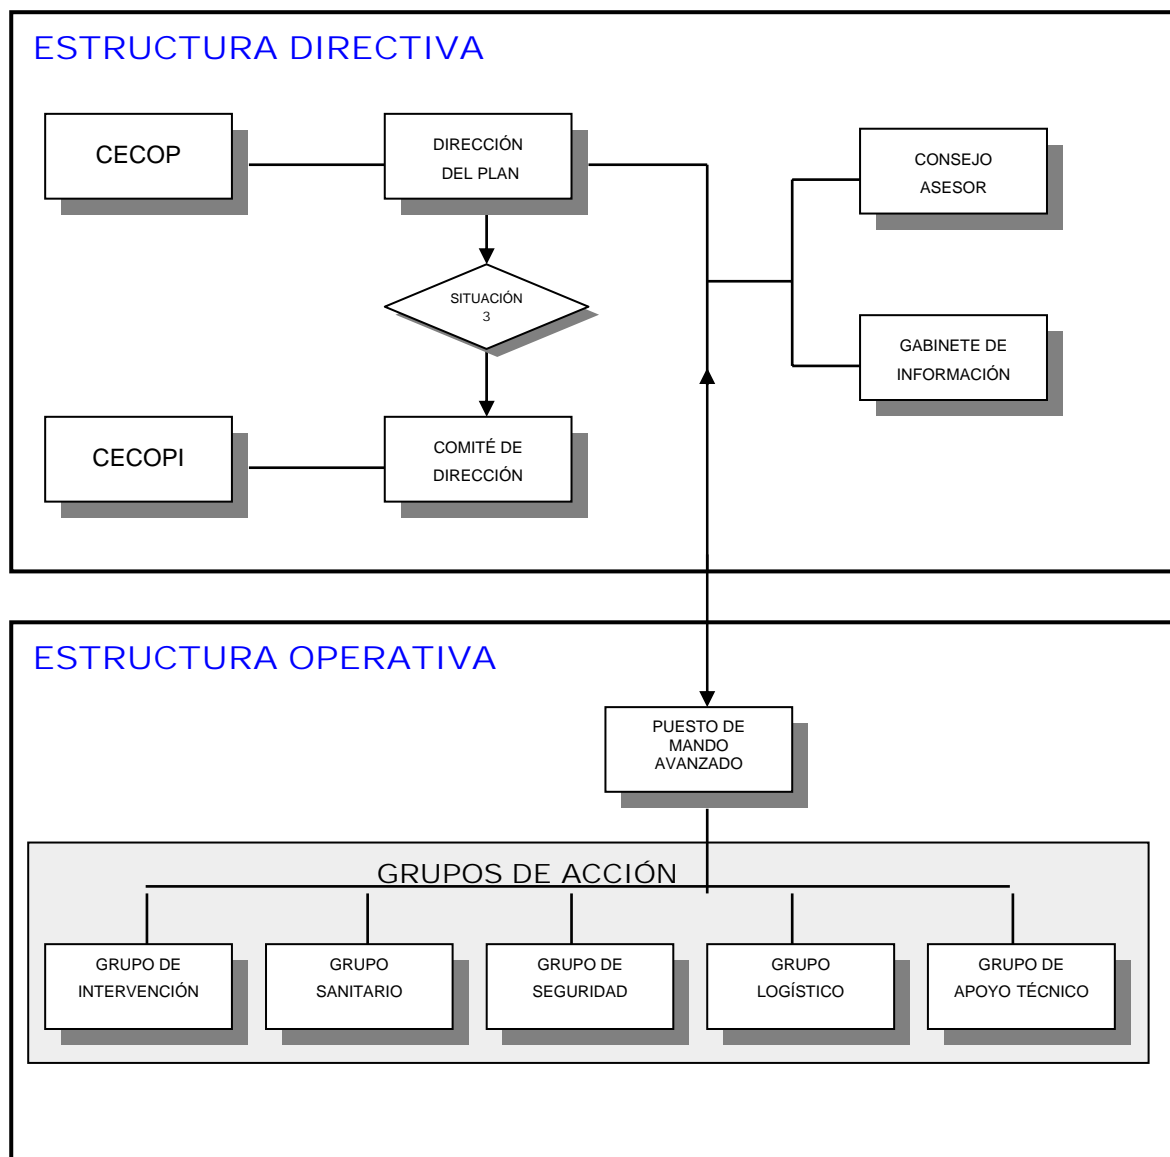 ESTRUCTURA DIRECTIVA
CECOP
DIRECCIÓN
DEL PLAN
CONSEJO
ASESOR
SITUACIÓN
3
GABINETE DE
INFORMACIÓN
CECOPI
COMITÉ DE
DIRECCIÓN
ESTRUCTURA OPERATIVA
PUESTO DE
MANDO
AVANZADO
GRUPOS DE ACCIÓN
GRUPO DE
INTERVENCIÓN
GRUPO
SANITARIO
GRUPO DE
SEGURIDAD
GRUPO
LOGÍSTICO
GRUPO DE
APOYO TÉCNICO